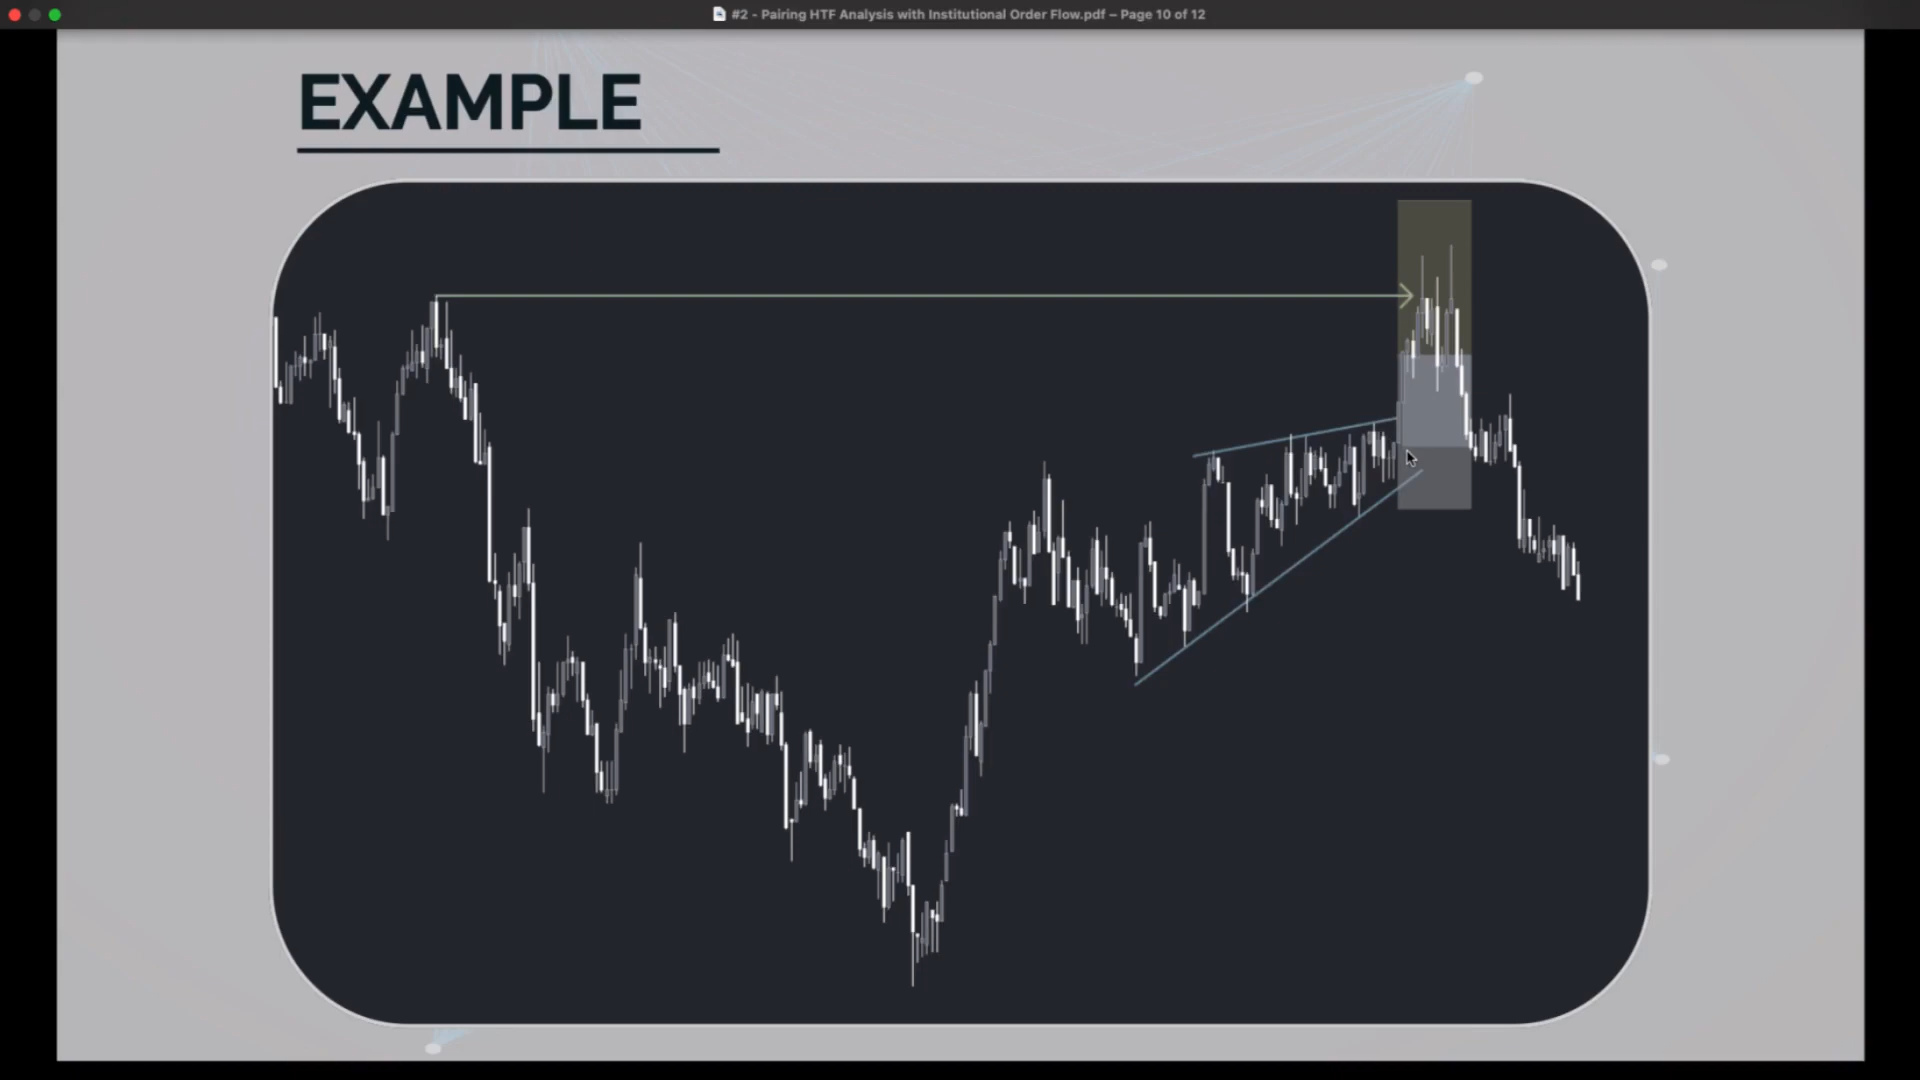 #2 - Pairing HTF Analysis with Institutional Order Flow.pdf – Page 10 of 12
EXAMPLE